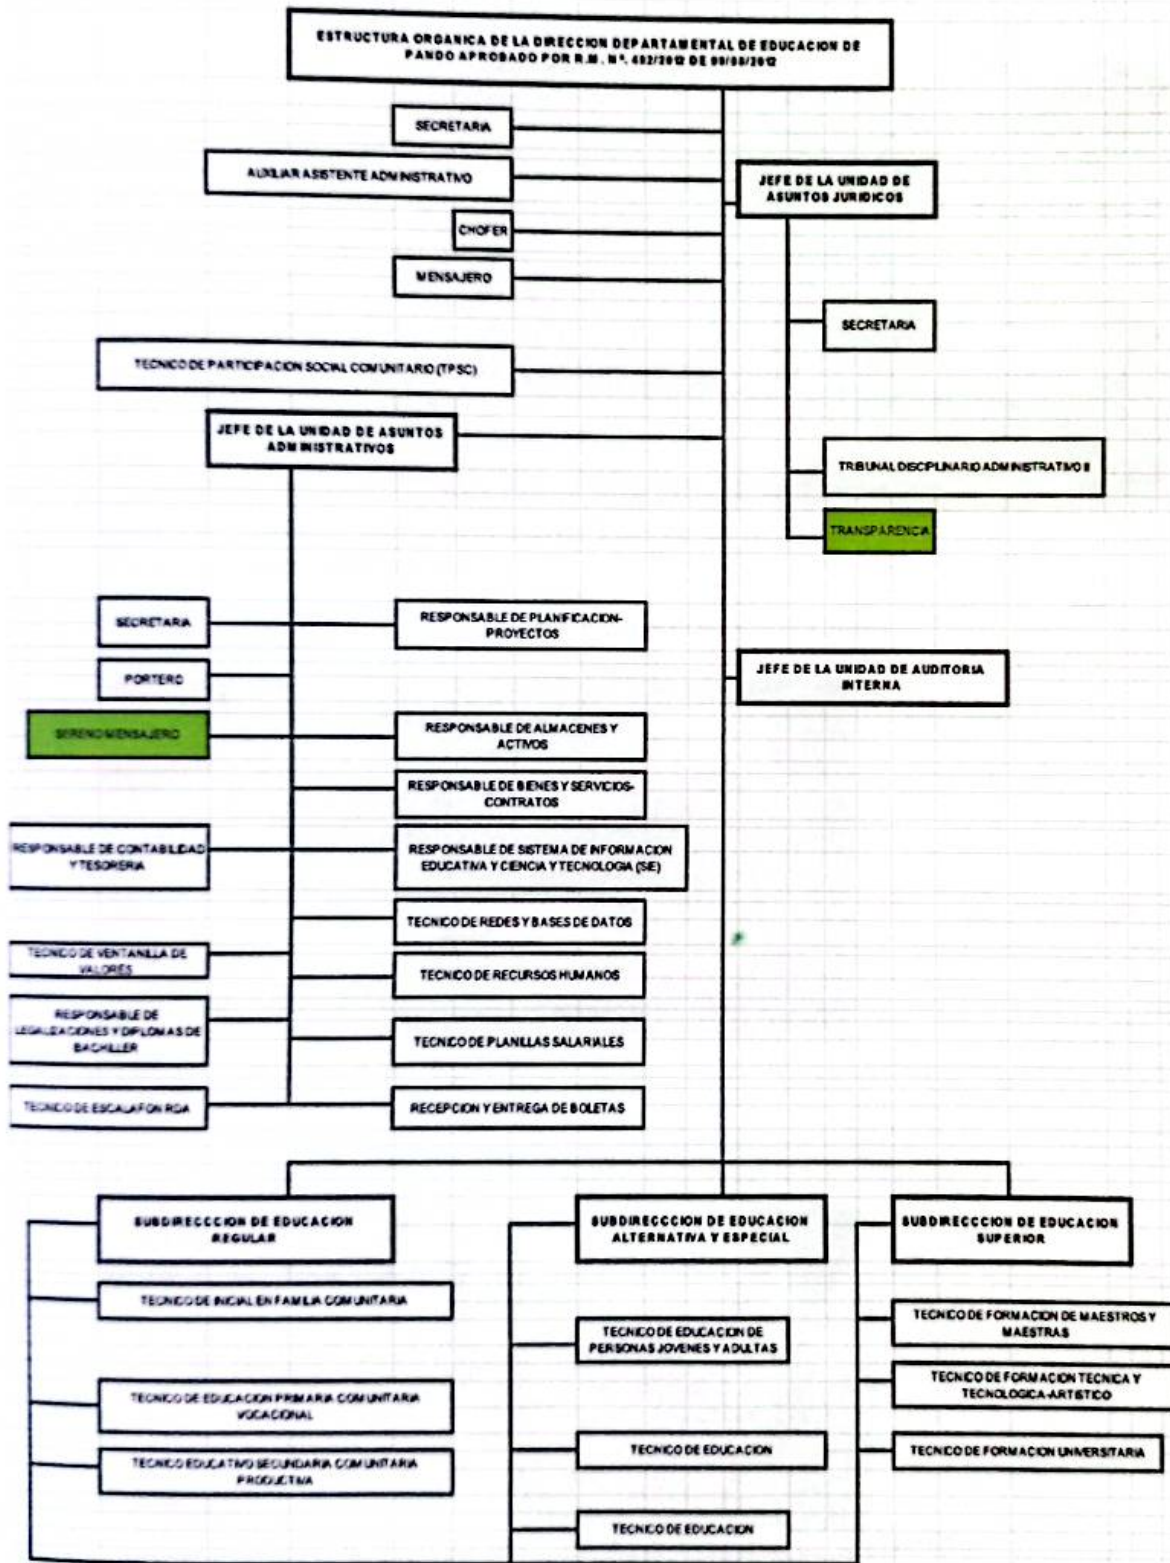 ESTRUCTURA ORGANICA DE LA DIRECCION DEPARTAMENTAL DE EDUCACION DE
PANDO APROBADO POR R.M. Nº.
SECRETARIA
AUXILIAR ASISTENTE ADMINISTRATIVO
JEFE DE LA UNIDAD DE
ASUNTOS JURIDICOS
CHOFER
MENSAJERO
SECRETARIA
TECNICO DE PARTICIPACION SOCIAL COMUNITARIO (TPSC)
JEFE DE LA UNIDAD DE ASUNTOS
ADMINISTRATIVOS
TRIBUNAL DISCIPLINARIO ADMINISTRATIVO II
TRANSPARENCIA
SECRETARIA
RESPONSABLE DE PLANIFICACION-
PROYECTOS
PORTERO
JEFE DE LA UNIDAD DE AUDITORIA
INTERNA
SERENO MENSAJERO
RESPONSABLE DE ALMACENES Y
ACTIVOS
RESPONSABLE DE BIENES Y SERVICIOS-
CONTRATOS
RESPONSABLE DE CONTABILIDAD
Y TESORERIA
RESPONSABLE DE SISTEMA DE INFORMACION
EDUCATIVA Y CIENCIA Y TECNOLOGIA (SIE)
TECNICO DE REDES Y BASES DE DATOS
TECNICO DE VENTANILLA DE
VALORES
TECNICO DE RECURSOS HUMANOS
RESPONSABLE DE
LEGALIZACIONES Y DIPLOMAS DE
BACHILLER
TECNICO DE PLANILLAS SALARIALES
TECNICO DE ESCALAFON RDA
RECEPCION Y ENTREGA DE BOLETAS
SUBDIRECCCION DE EDUCACION
REGULAR
SUBDIRECCCION DE EDUCACION
ALTERNATIVA Y ESPECIAL
SUBDIRECCCION DE EDUCACION
SUPERIOR
TECNICO DE INICIAL EN FAMILIA COMUNITARIA
TECNICO DE EDUCACION DE
PERSONAS JOVENES Y ADULTAS
TECNICO DE FORMACION DE MAESTROS Y
MAESTRAS
TECNICO DE EDUCACION PRIMARIA COMUNITARIA
VOCACIONAL
TECNICO DE FORMACION TECNICA Y
TECNOLOGICA-ARTISTICO
TECNICO EDUCATIVO SECUNDARIA COMUNITARIA
PRODUCTIVA
TECNICO DE EDUCACION
TECNICO DE FORMACION UNIVERSITARIA
TECNICO DE EDUCACION